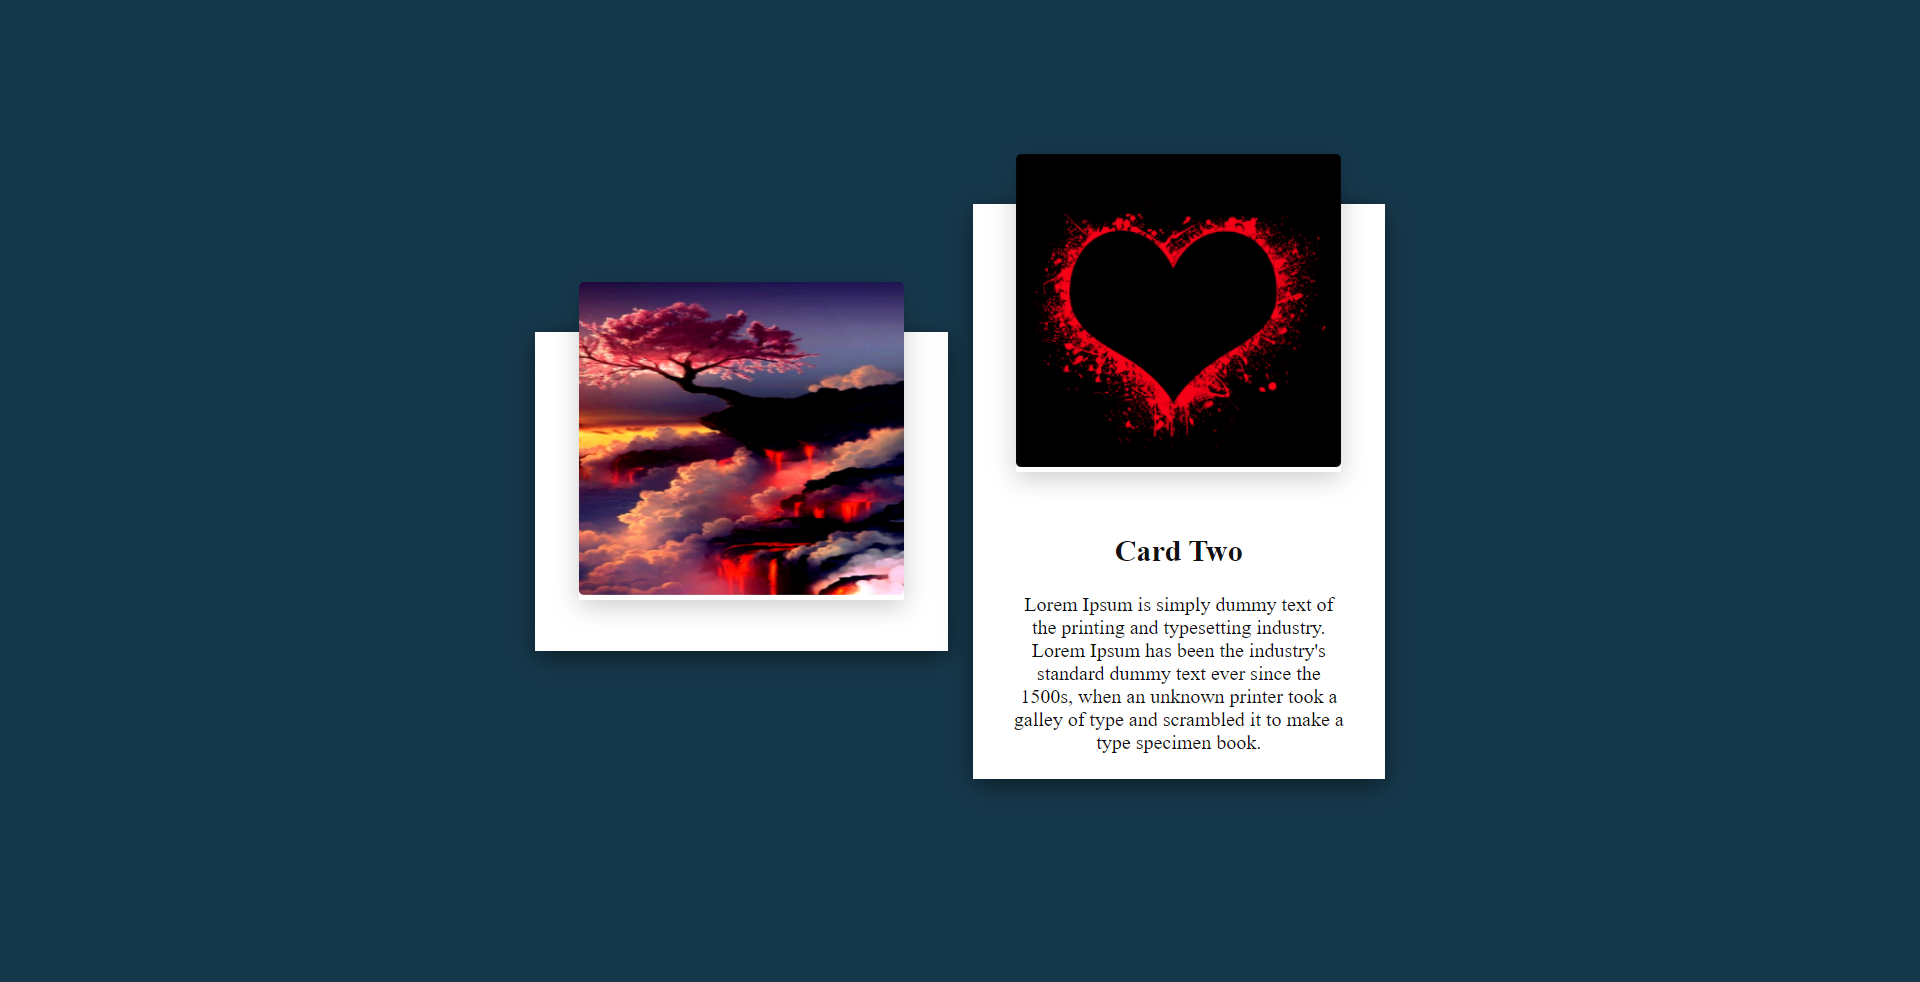 Card Two
Lorem Ipsum is simply dummy text of
the printing and typesetting industry.
Lorem Ipsum has been the industry's
standard dummy text ever since the
1500s, when an unknown printer took a
galley of type and scrambled it to make a
type specimen book.